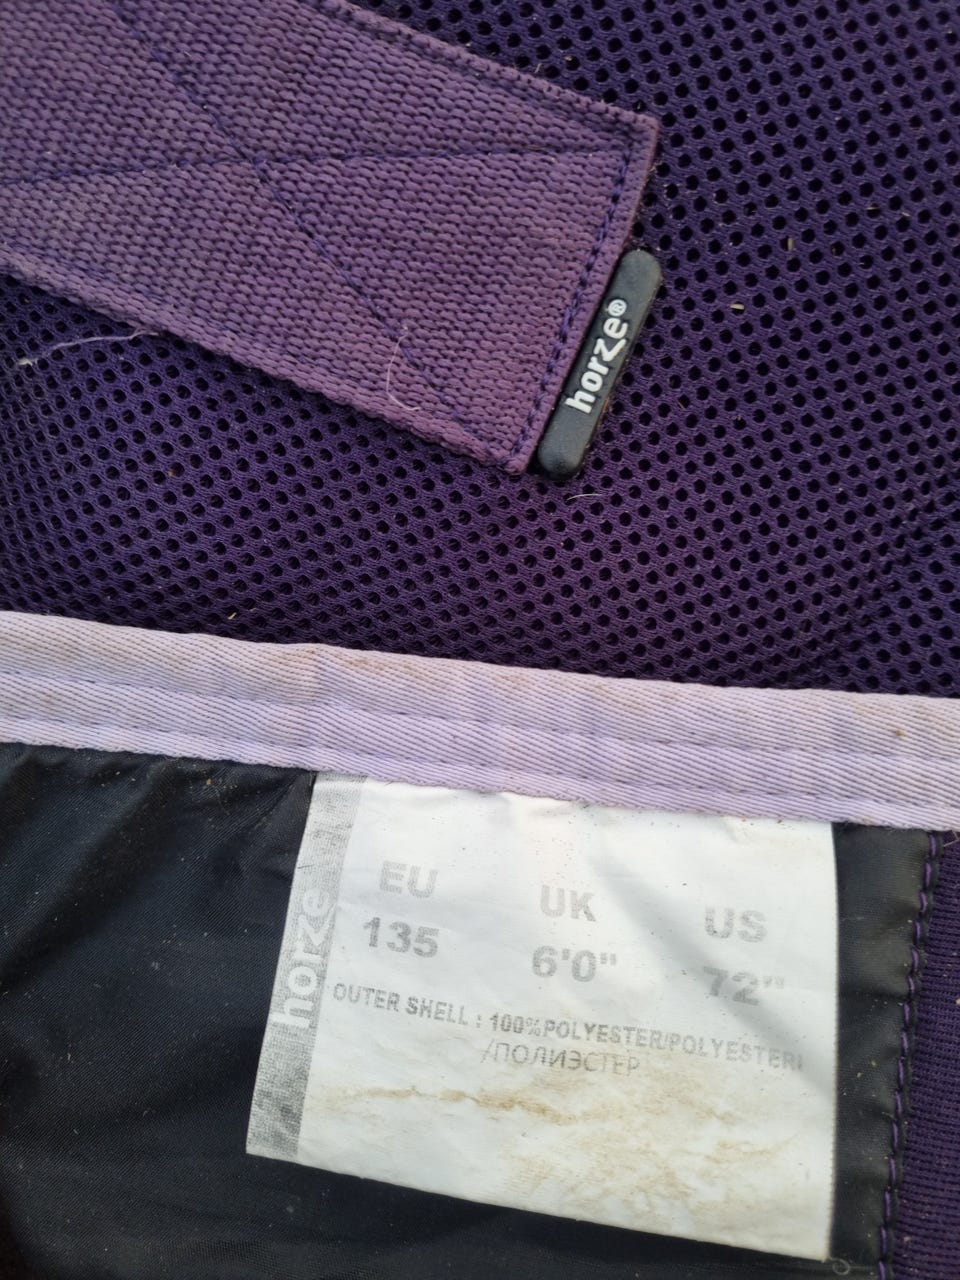 horze®
horze
EU UK US
135 6'0" 72"
OUTER SHELL : 100%POLYESTER/POLYESTERI
/ПОЛИЭСТЕР